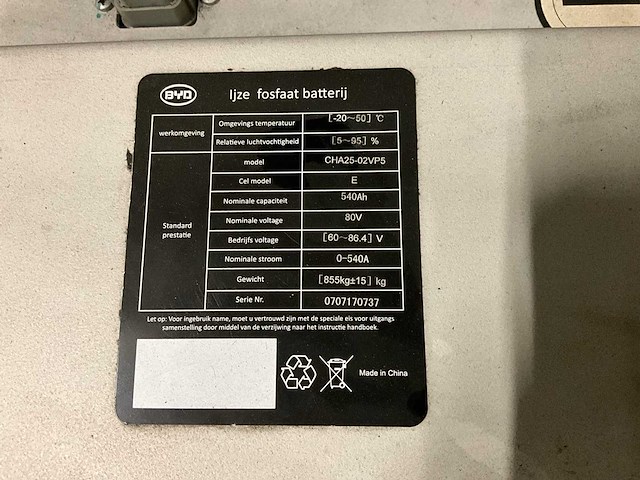 BYD
Ijze fosfaat batterij
werkomgeving
Omgevings temperatuur [-20~50] ℃
Relatieve luchtvochtigheid [5~95] %
Standard prestatie
model CHA25-02VP5
Cel model E
Nominale capaciteit 540Ah
Nominale voltage 80V
Bedrijfs voltage [60~86.4] V
Nominale stroom 0-540A
Gewicht [855kg±15] kg
Serie Nr. 0707170737
Let op: Voor ingebruik name, moet u vertrouwd zijn met de speciale eis voor uitgangs
samenstelling door middel van de verzijwing naar het instructie handboek.
Made in China